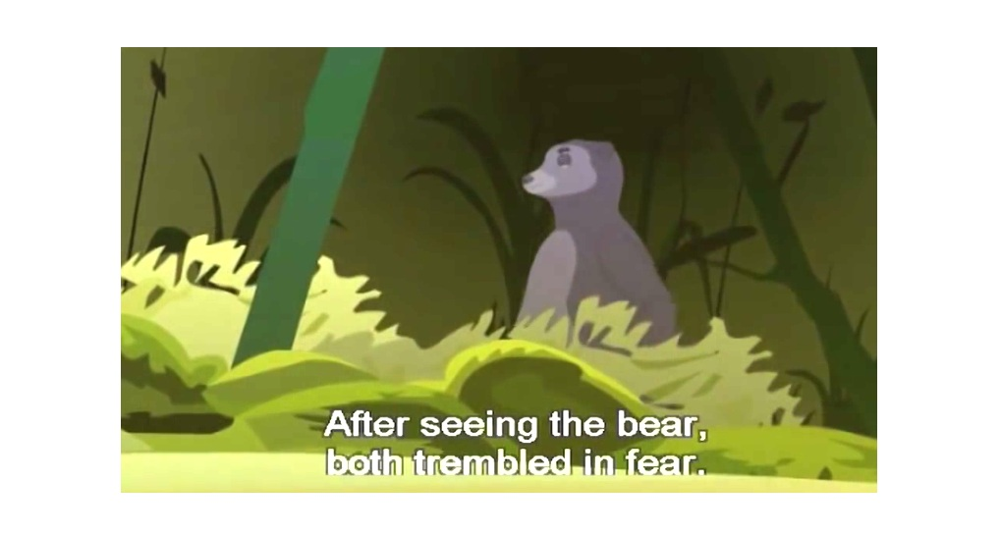 After seeing the bear,
both trembled in fear.